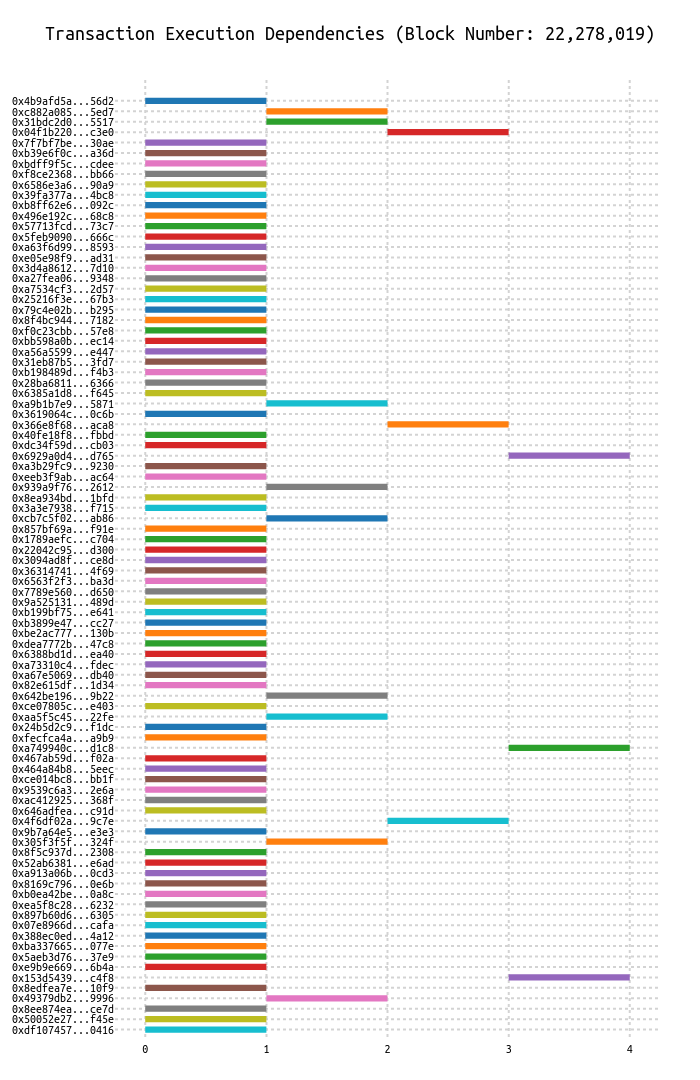 Transaction Execution Dependencies (Block Number: 22,278,019)
0x4b9afd5a...56d2
0xc882a085...5ed7
0x31bdc2d0...5517
0x04f1b220...c3e0
0x7f7bf7be...30ae
0xb39e6f0c...a36d
0xbdff9f5c...cdee
0xf8ce2368...bb66
0x6586e3a6...90a9
0x39fa377a...4bc8
0xb8ff62e6...092c
0x496e192c...68c8
0x57713fcd...73c7
0x5feb9090...666c
0xa63f6d99...8593
0xe05e98f9...ad31
0x3d4a8612...7d10
0xa27fea06...9348
0xa7534cf3...2d57
0x25216f3e...67b3
0x79c4e02b...b295
0x8f4bc944...7182
0xf0c23cbb...57e8
0xbb598a0b...ec14
0xa56a5599...e447
0x31eb87b5...3fd7
0xb198489d...f4b3
0x28ba6811...6366
0x6385a1d8...f645
0xa9b1b7e9...5871
0x3619064c...0c6b
0x366e8f68...aca8
0x40fe18f8...fbbd
0xdc34f59d...cb03
0x6929a0d4...d765
0xa3b29fc9...9230
0xeeb3f9ab...ac64
0x939a9f76...2612
0x8ea934bd...1bfd
0x3a3e7938...f715
0xcb7c5f02...ab86
0x857bf69a...f91e
0x1789aefc...c704
0x22042c95...d300
0x3094ad8f...ce8d
0x36314741...4f69
0x6563f2f3...ba3d
0x7789e560...d650
0x9a525131...489d
0xb199bf75...e641
0xb3899e47...cc27
0xbe2ac777...130b
0xdea7772b...47c8
0x6388bd1d...ea40
0xa73310c4...fdec
0xa67e5069...db40
0x82e615df...1d34
0x642be196...9b22
0xce07805c...e403
0xaa5f5c45...22fe
0x24b5d2c9...f1dc
0xfecfca4a...a9b9
0xa749940c...d1c8
0x467ab59d...f02a
0x464a84b8...5eec
0xce014bc8...bb1f
0x9539c6a3...2e6a
0xac412925...368f
0x646adfea...c91d
0x4f6df02a...9c7e
0x9b7a64e5...e3e3
0x305f3f5f...324f
0x8f5c937d...2308
0x52ab6381...e6ad
0xa913a06b...0cd3
0x8169c796...0e6b
0xb0ea42be...0a8c
0xea5f8c28...6232
0x897b60d6...6305
0x07e8966d...cafa
0x388ec0ed...4a12
0xba337665...077e
0x5aeb3d76...37e9
0xe9b9e669...6b4a
0x153d5439...c4f8
0x8edfea7e...10f9
0x49379db2...9996
0x8ee874ea...ce7d
0x50052e27...f45e
0xdf107457...0416
0 1 2 3 4